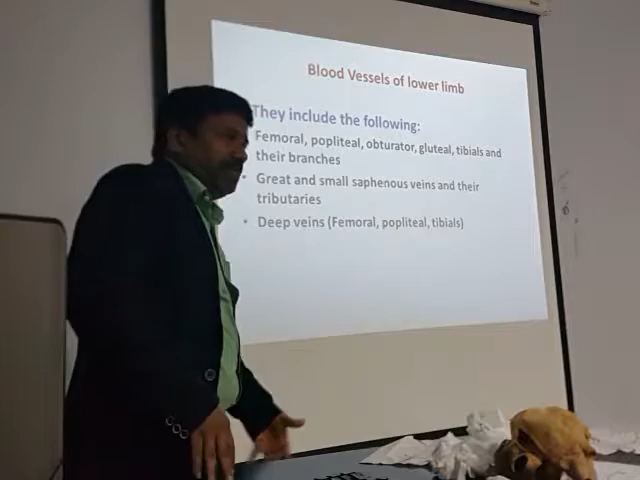 Blood Vessels of lower limb
They include the following:
Femoral, popliteal, obturator, gluteal, tibials and
their branches
• Great and small saphenous veins and their
tributaries
• Deep veins (Femoral, popliteal, tibials)